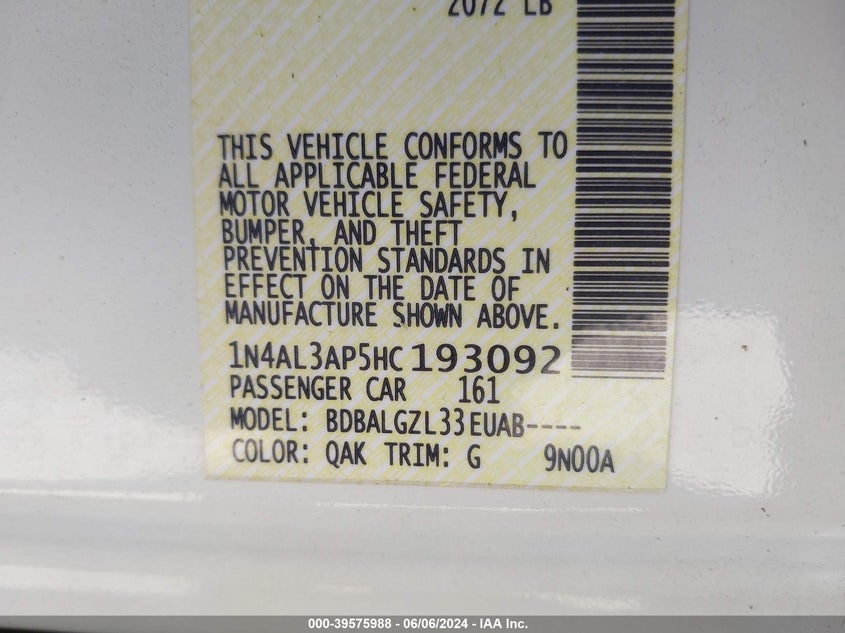 2072 LB
THIS VEHICLE CONFORMS TO
ALL APPLICABLE FEDERAL
MOTOR VEHICLE SAFETY,
BUMPER, AND THEFT
PREVENTION STANDARDS IN
EFFECT ON THE DATE OF
MANUFACTURE SHOWN ABOVE.
1N4AL3AP5HC193092
PASSENGER CAR 161
MODEL: BDBALGZL33EUAB----
COLOR: QAK TRIM: G 9N00A
000-39575988 - 06/06/2024 - IAA Inc.